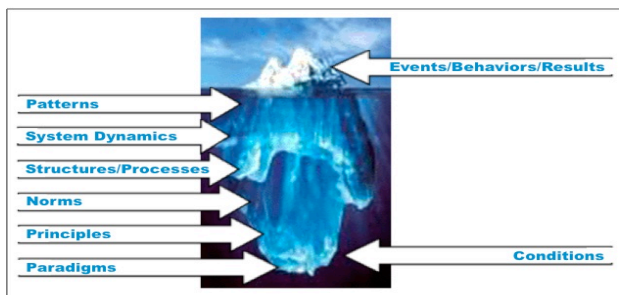 Events/Behaviors/Results
Patterns
System Dynamics
Structures/Processes
Norms
Principles
Conditions
Paradigms